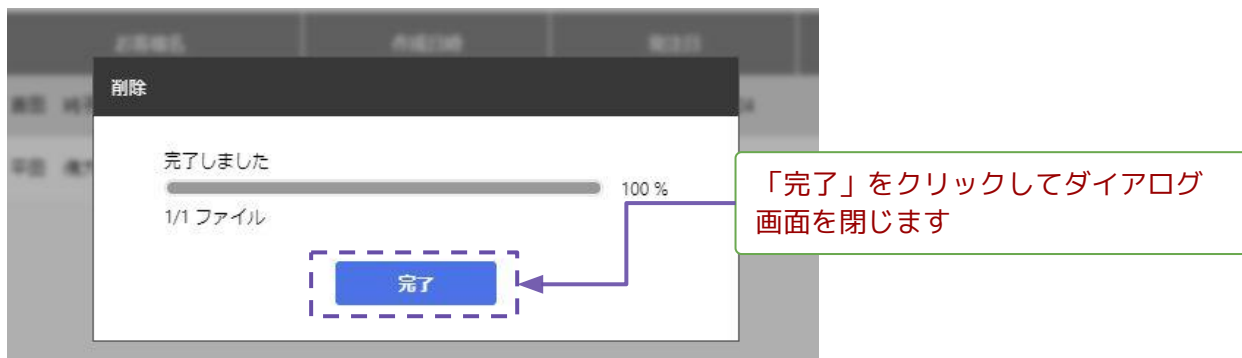 削除
完了しました
100 %
1/1 ファイル
完了
「完了」をクリックしてダイアログ
画面を閉じます